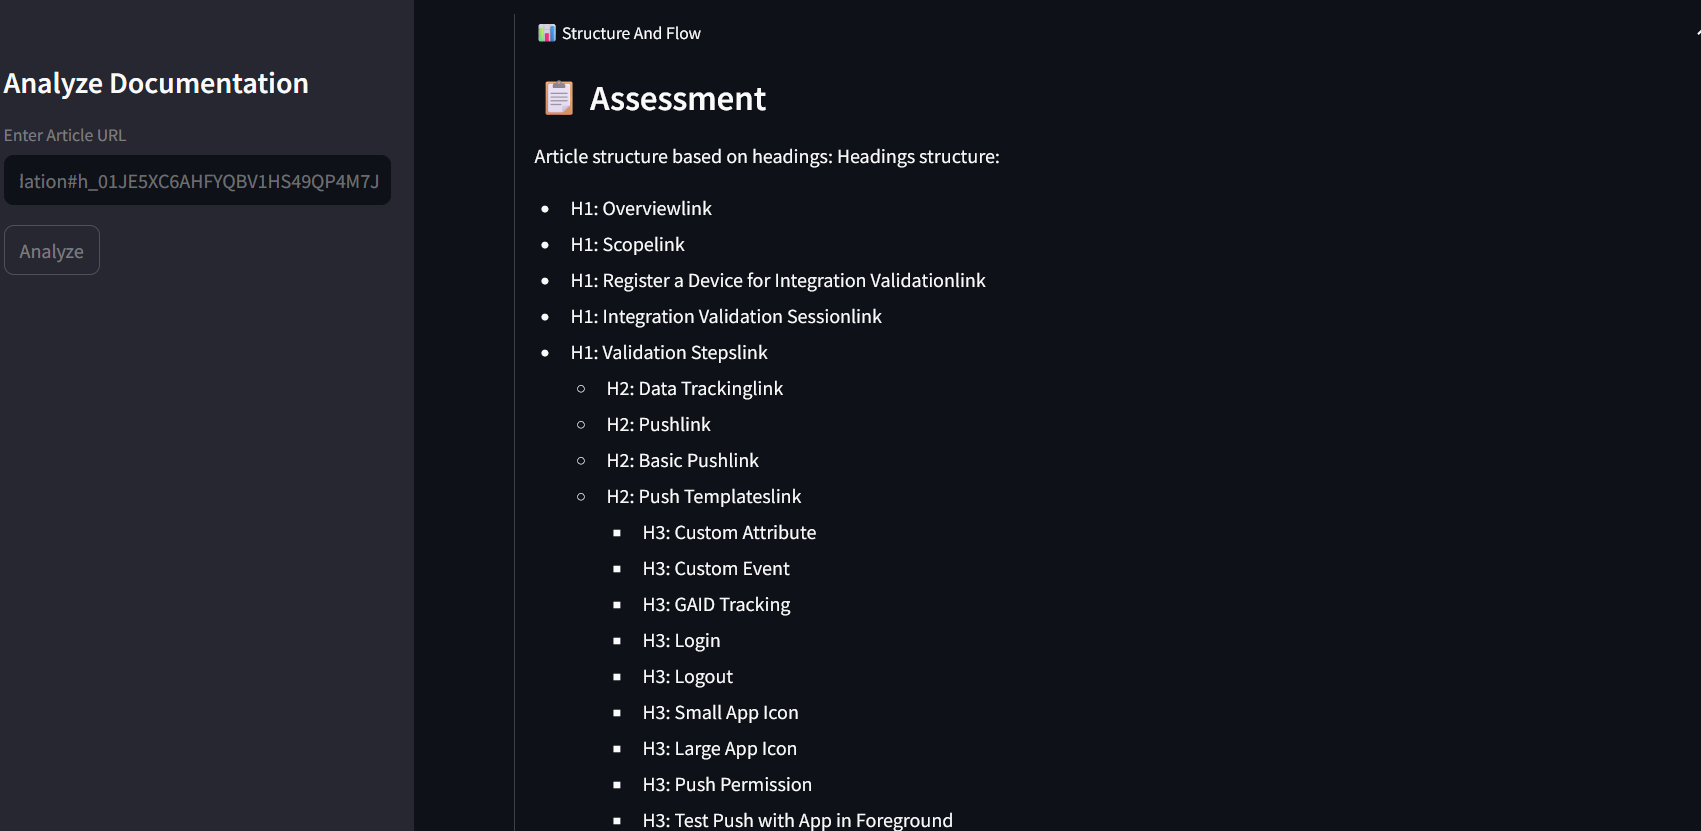 Analyze Documentation
Enter Article URL
lation#h_01JE5XC6AHFYQBV1HS49QP4M7J
Analyze
Structure And Flow
Assessment
Article structure based on headings: Headings structure:
H1: Overviewlink
H1: Scopelink
H1: Register a Device for Integration Validationlink
H1: Integration Validation Sessionlink
H1: Validation Stepslink
H2: Data Trackinglink
H2: Pushlink
H2: Basic Pushlink
H2: Push Templateslink
H3: Custom Attribute
H3: Custom Event
H3: GAID Tracking
H3: Login
H3: Logout
H3: Small App Icon
H3: Large App Icon
H3: Push Permission
H3: Test Push with App in Foreground